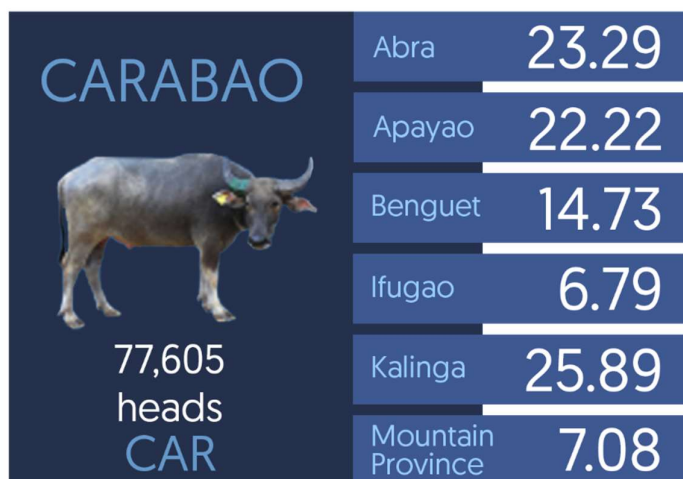 CARABAO
77,605
heads
CAR
Abra 23.29
Apayao 22.22
Benguet 14.73
Ifugao 6.79
Kalinga 25.89
Mountain
Province 7.08